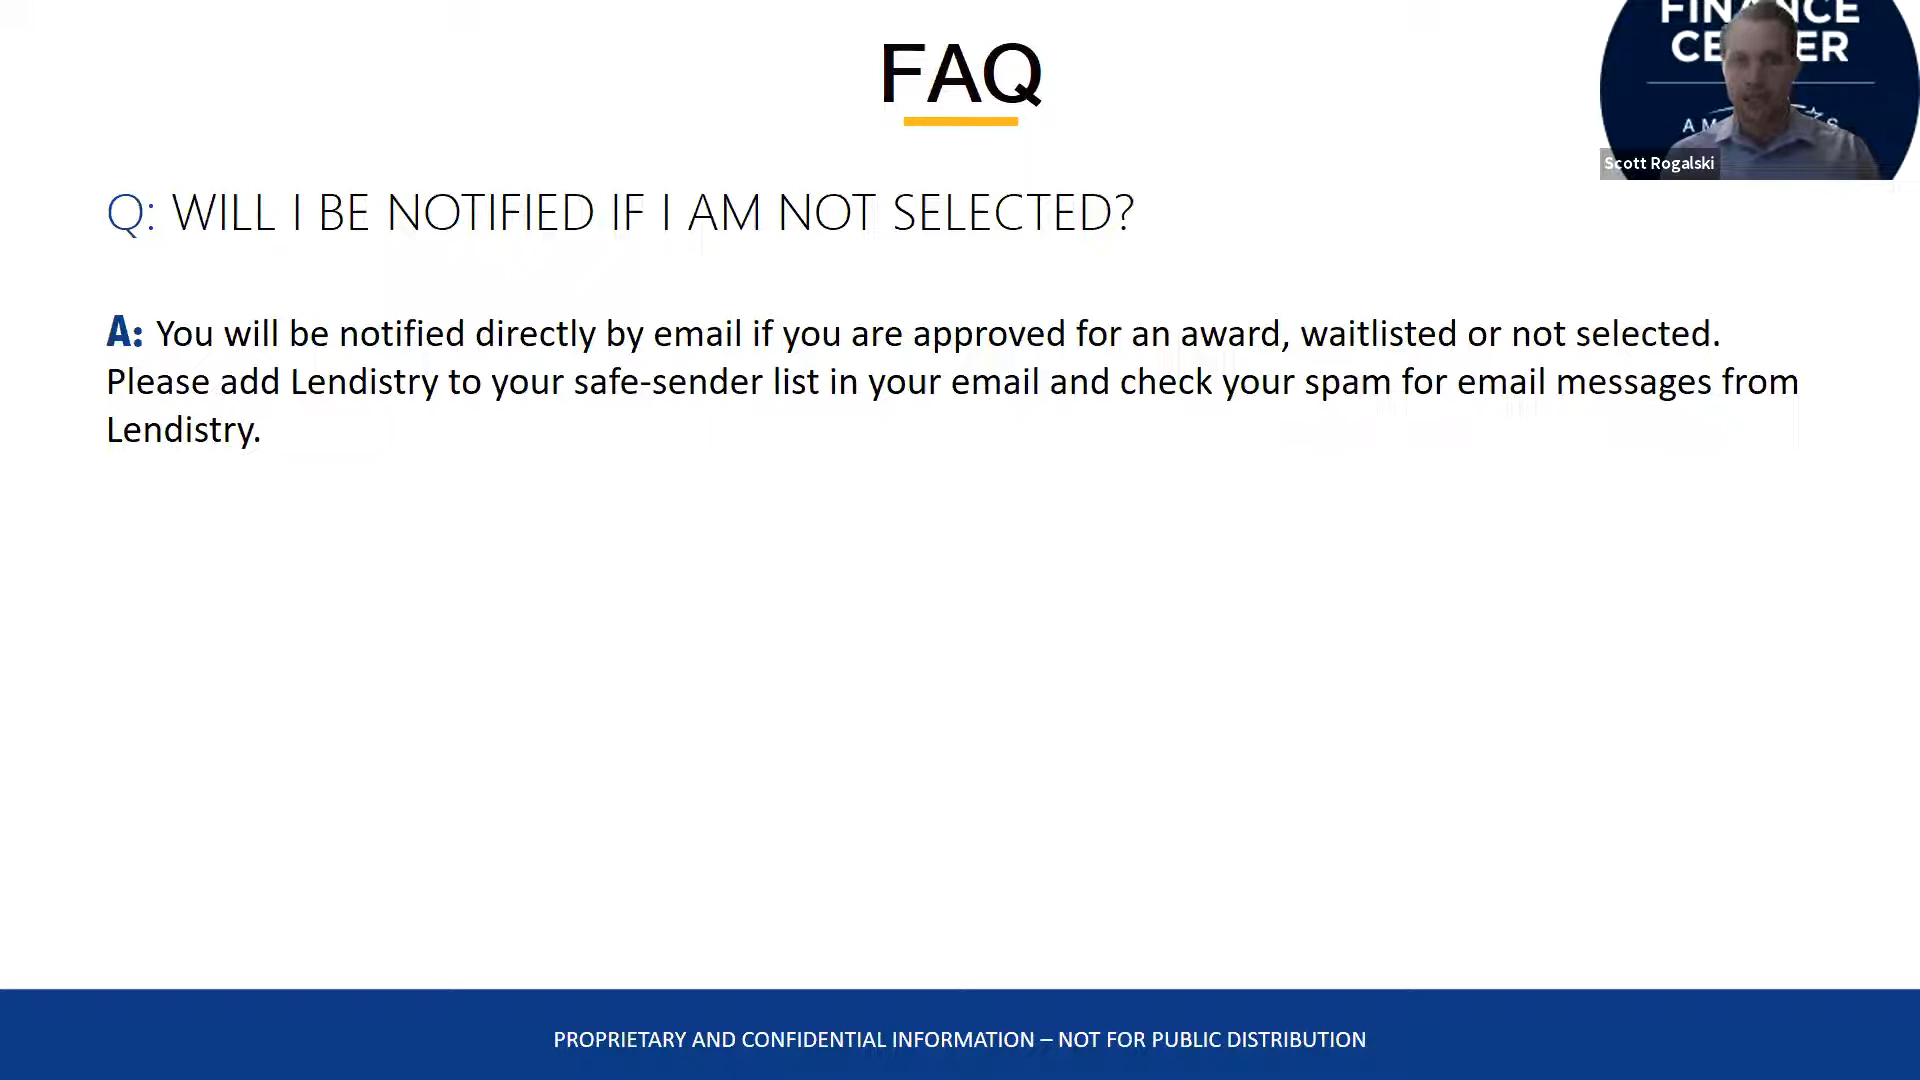 FAQ
FINANCE
CENTER
Scott Rogalski
Q: WILL I BE NOTIFIED IF I AM NOT SELECTED?
A: You will be notified directly by email if you are approved for an award, waitlisted or not selected.
Please add Lendistry to your safe-sender list in your email and check your spam for email messages from
Lendistry.
PROPRIETARY AND CONFIDENTIAL INFORMATION – NOT FOR PUBLIC DISTRIBUTION